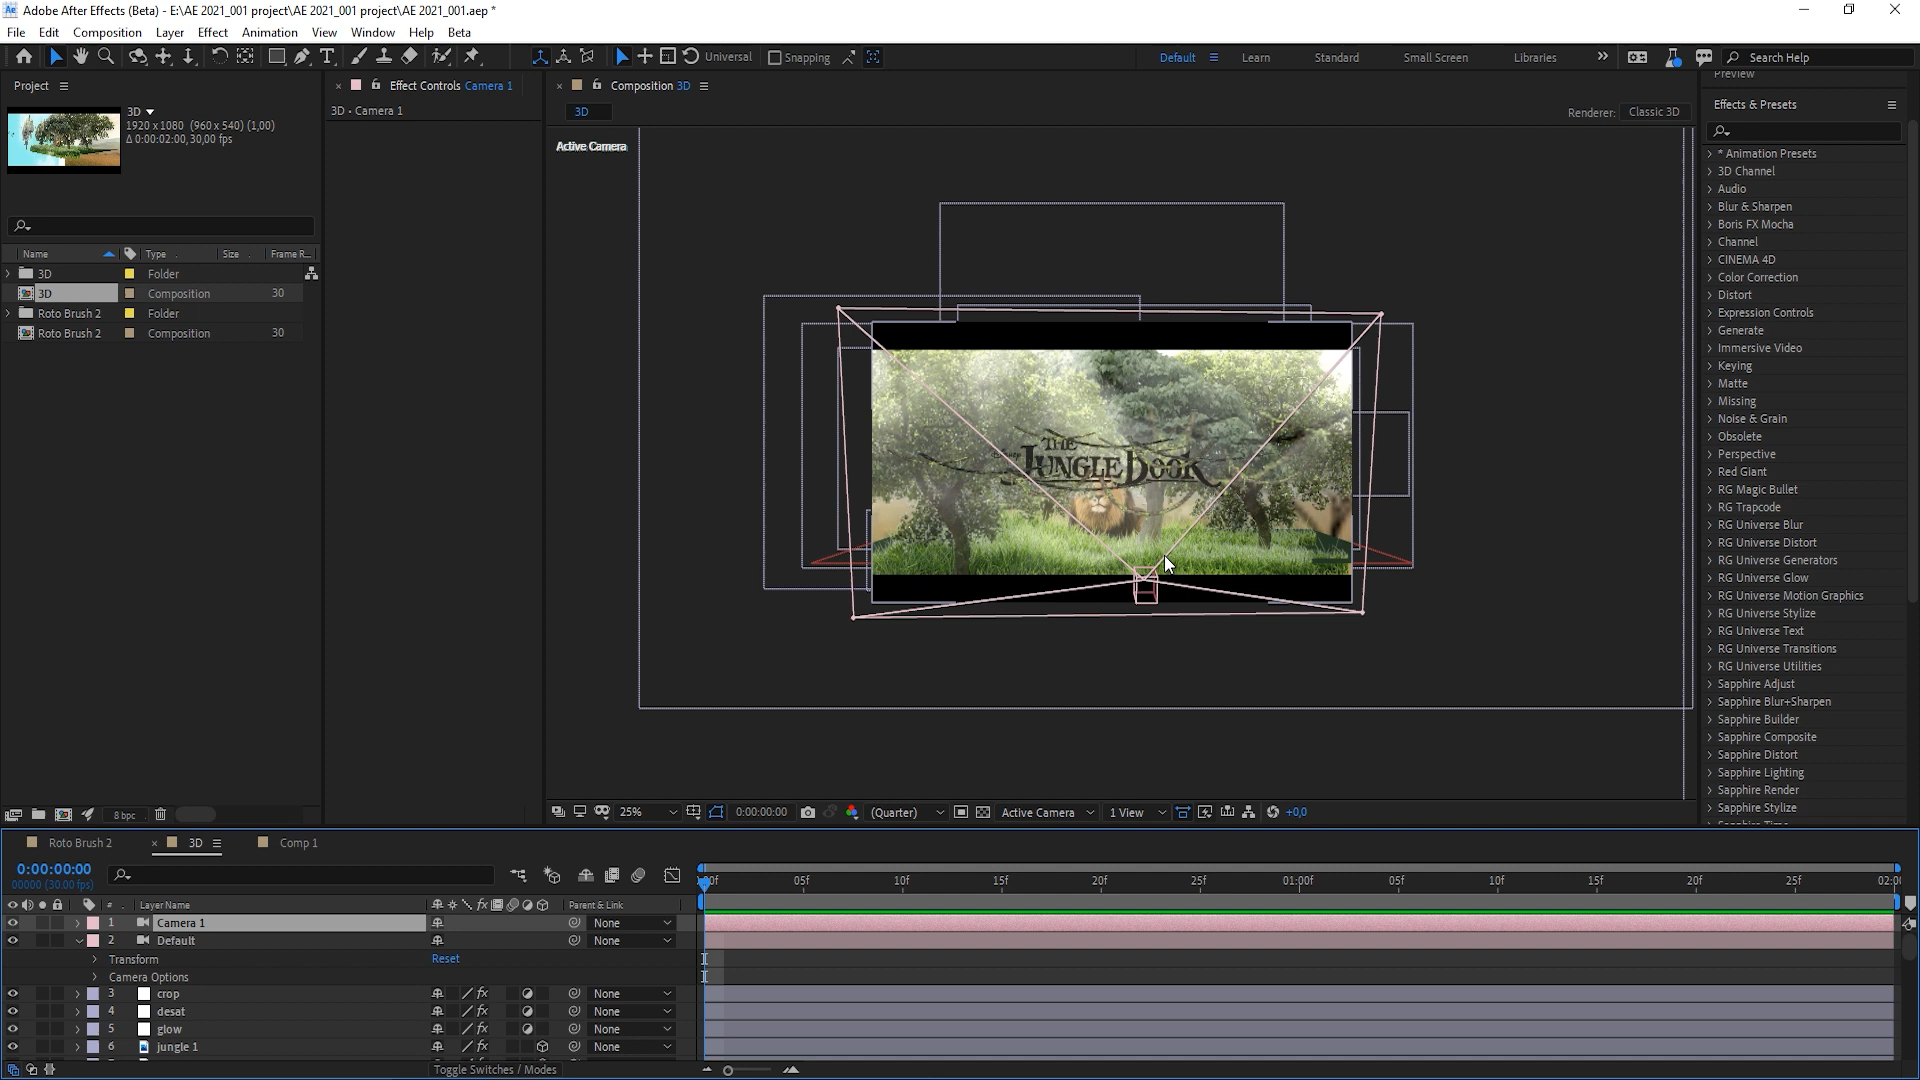 Adobe After Effects (Beta) - E:\AE 2021_001 project\AE 2021_001 project\AE 2021_001.aep *
File Edit Composition Layer Effect Animation View Window Help Beta
Universal Snapping Default Learn Standard Small Screen Libraries Search Help
Project
3D
1920 x 1080 (960 x 540) (1,00)
Δ 0:00:02:00, 30,00 fps
Name Type Size Frame R...
3D Folder
3D Composition 30
Roto Brush 2 Folder
Roto Brush 2 Composition 30
8 bpc
Effect Controls Camera 1
3D • Camera 1
Composition 3D
3D
Renderer: Classic 3D
Active Camera
THE
Disney
JUNGLE BOOK
25% 0:00:00:00 (Quarter) Active Camera 1 View +0,0
Preview
Effects & Presets
* Animation Presets
3D Channel
Audio
Blur & Sharpen
Boris FX Mocha
Channel
CINEMA 4D
Color Correction
Distort
Expression Controls
Generate
Immersive Video
Keying
Matte
Missing
Noise & Grain
Obsolete
Perspective
Red Giant
RG Magic Bullet
RG Trapcode
RG Universe Blur
RG Universe Distort
RG Universe Generators
RG Universe Glow
RG Universe Motion Graphics
RG Universe Stylize
RG Universe Text
RG Universe Transitions
RG Universe Utilities
Sapphire Adjust
Sapphire Blur+Sharpen
Sapphire Builder
Sapphire Composite
Sapphire Distort
Sapphire Lighting
Sapphire Render
Sapphire Stylize
Roto Brush 2 3D Comp 1
0:00:00:00
00000 (30.00 fps)
05f 10f 15f 20f 25f 01:00f 05f 10f 15f 20f 25f
# Layer Name Parent & Link
1 Camera 1 None
2 Default None
Transform Reset
Camera Options
3 crop None
4 desat None
5 glow None
6 jungle 1 None
Toggle Switches / Modes